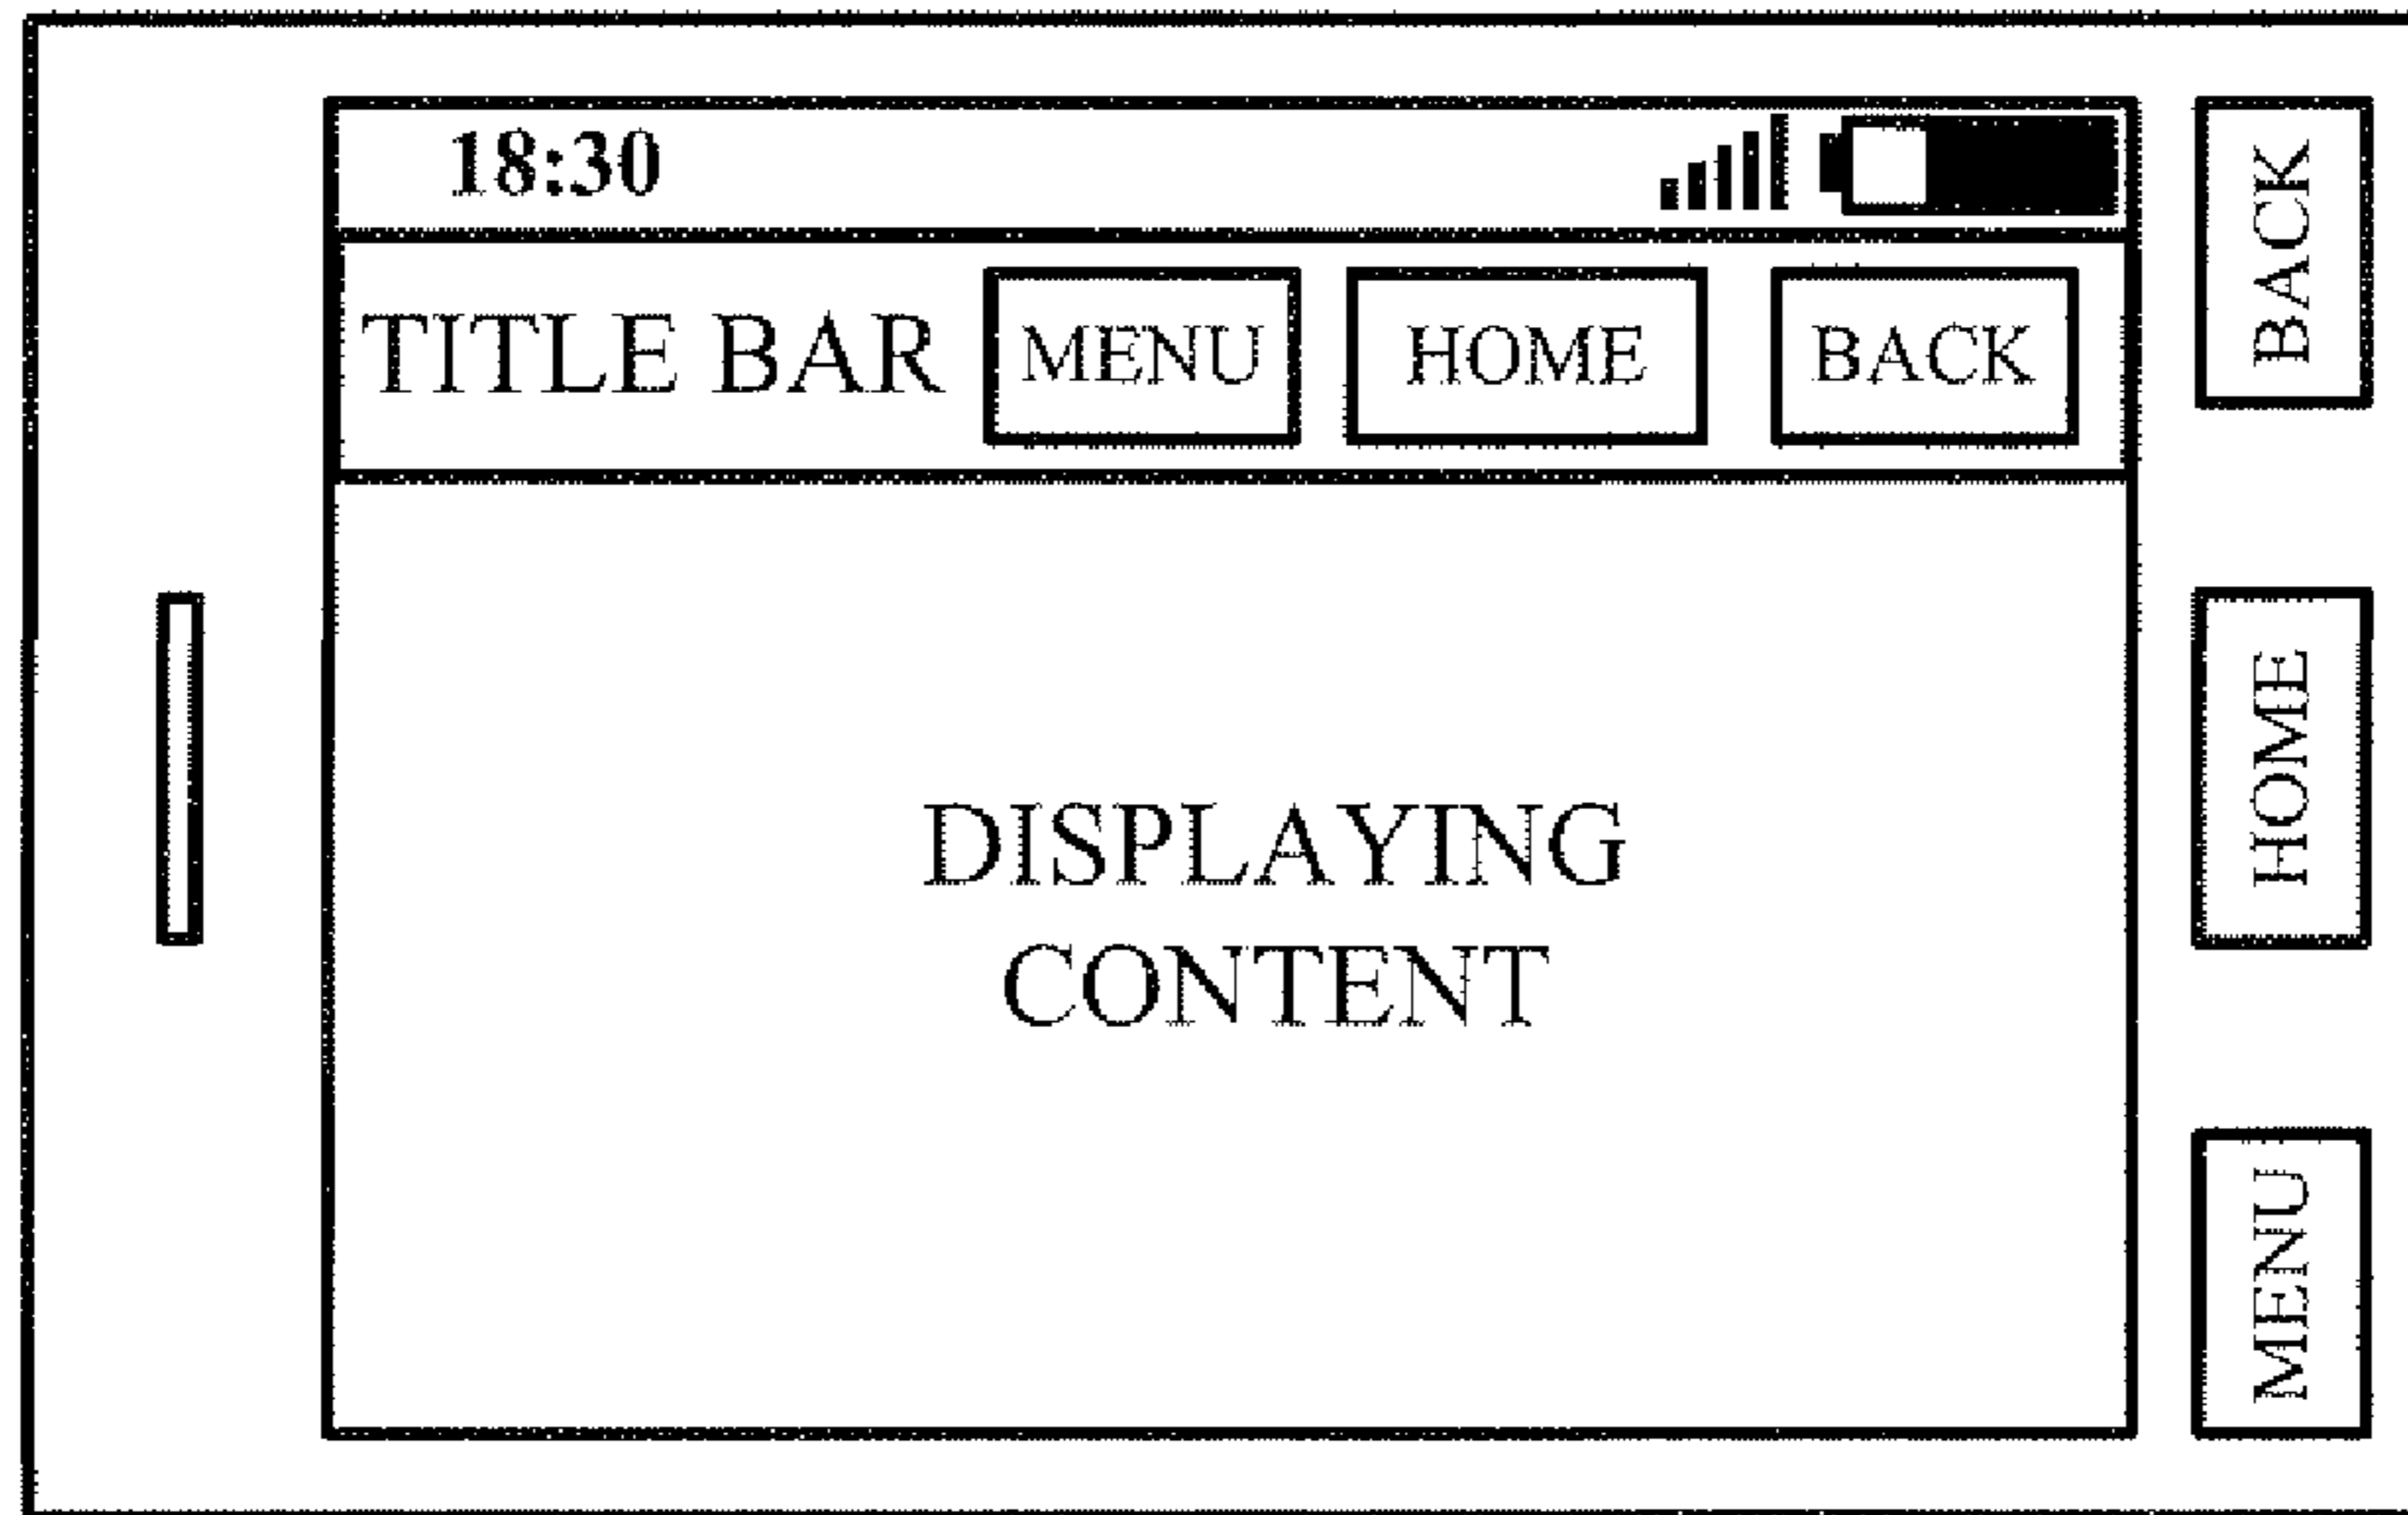 18:30
TITLE BAR MENU HOME BACK
DISPLAYING
CONTENT
BACK
HOME
MENU